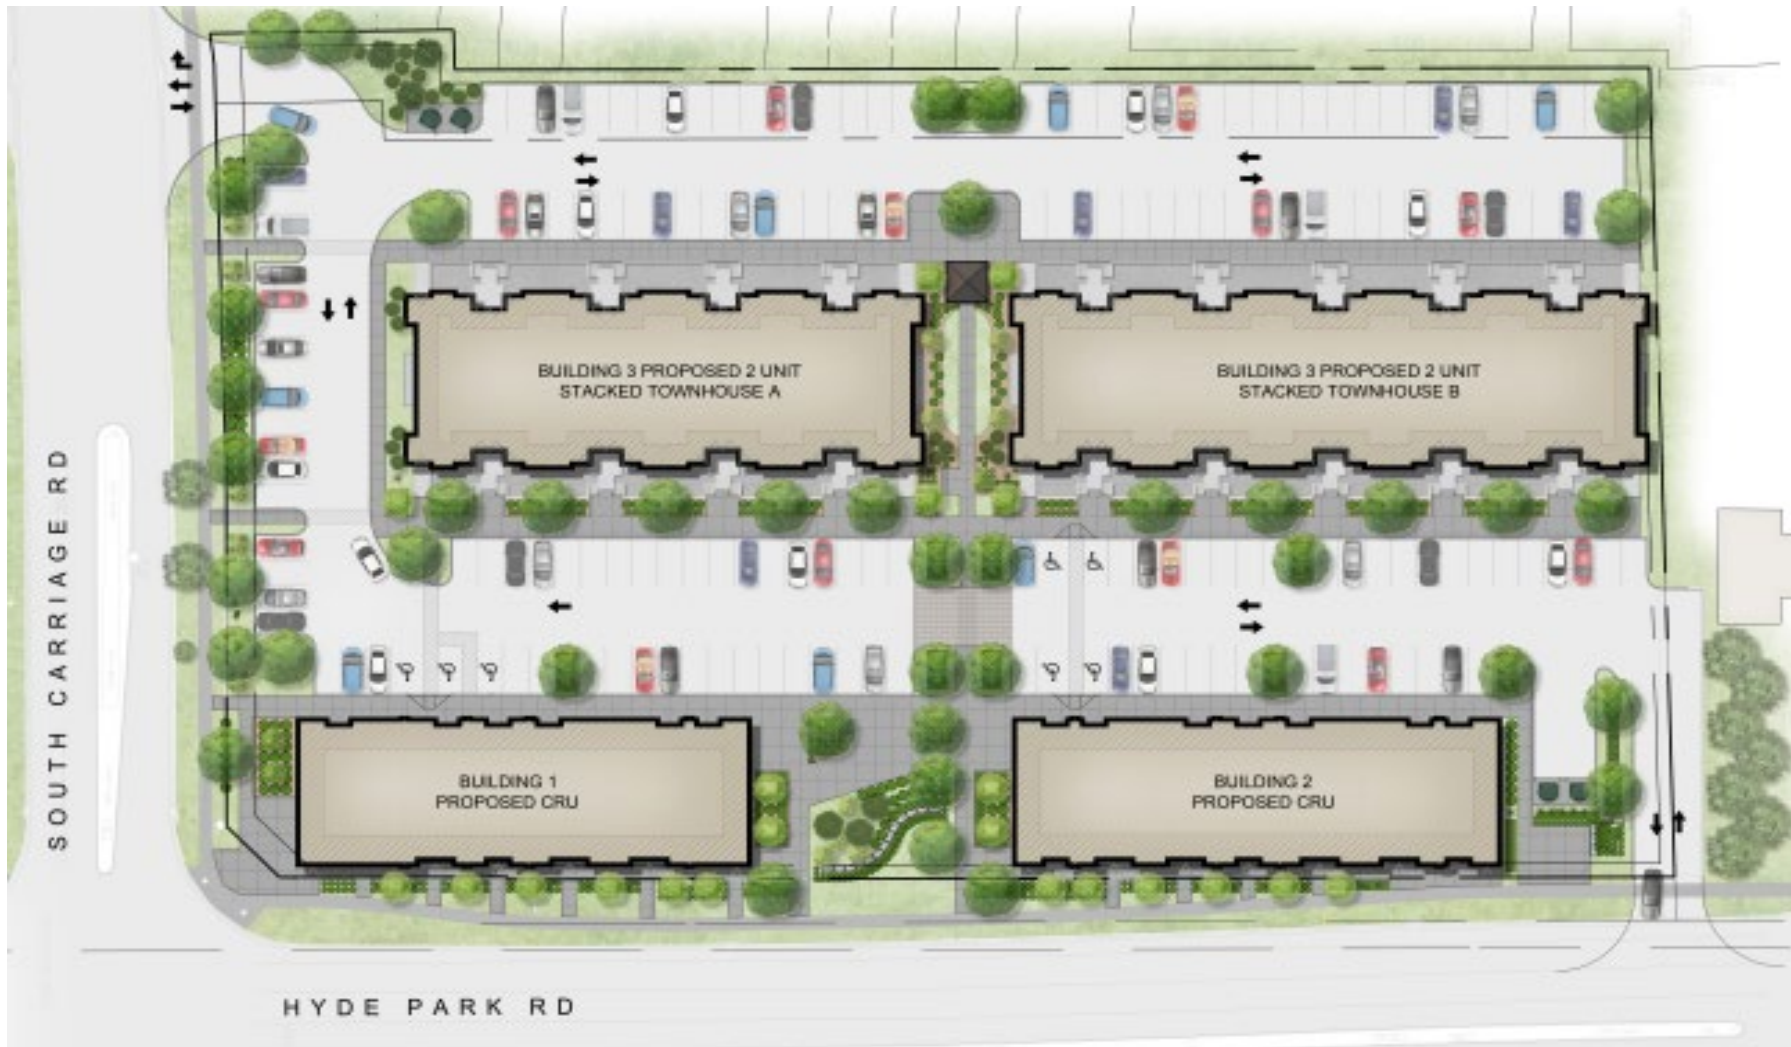 BUILDING 3 PROPOSED 2 UNIT
STACKED TOWNHOUSE A
BUILDING 3 PROPOSED 2 UNIT
STACKED TOWNHOUSE B
SOUTH CARRIAGE RD
BUILDING 1
PROPOSED CRU
BUILDING 2
PROPOSED CRU
HYDE PARK RD